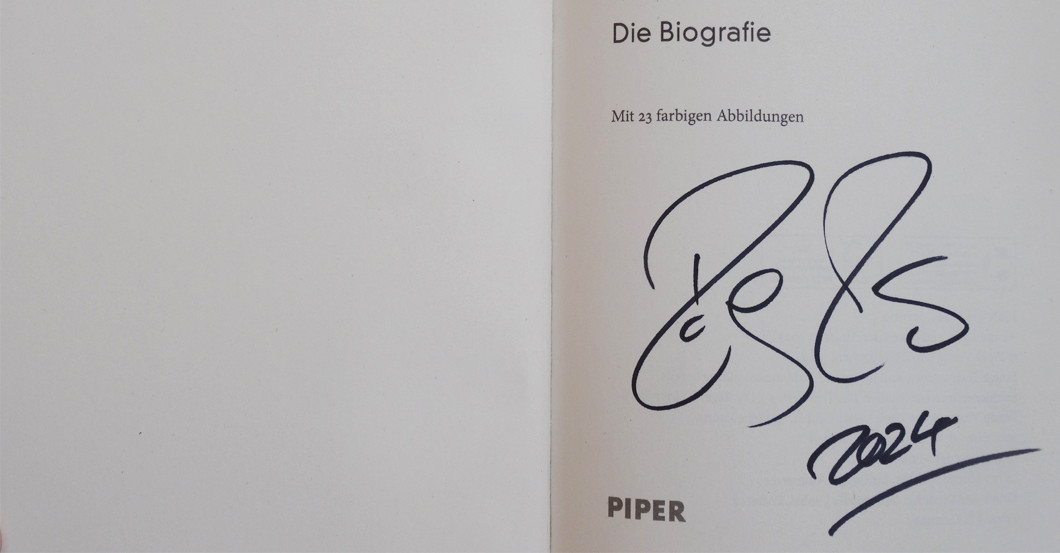 Die Biografie
Mit 23 farbigen Abbildungen
2024
PIPER